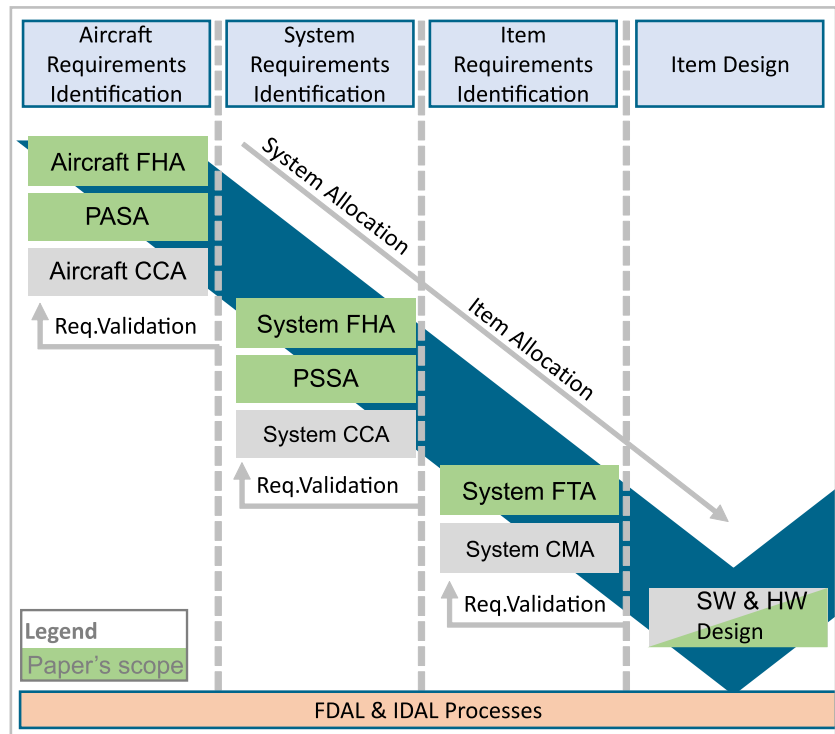 Aircraft
Requirements
Identification
System
Requirements
Identification
Item
Requirements
Identification
Item Design
Aircraft FHA
PASA
Aircraft CCA
Req.Validation
System Allocation
Item Allocation
System FHA
PSSA
System CCA
Req.Validation
System FTA
System CMA
Req.Validation
SW & HW
Design
Legend
Paper's scope
FDAL & IDAL Processes